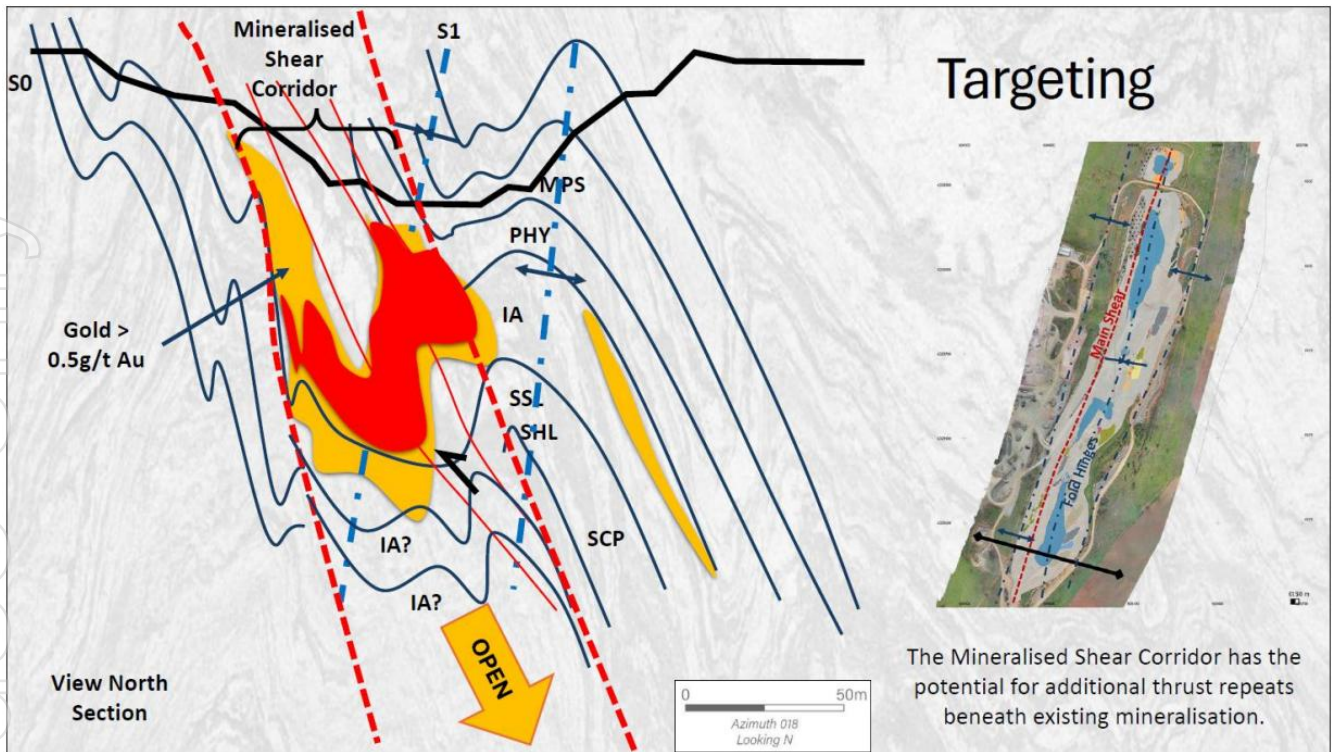 Mineralised
Shear
Corridor
S1
S0
MPS
PHY
IA
Gold >
0.5g/t Au
SSL
SHL
SCP
IA?
IA?
OPEN
View North
Section
0 50m
Azimuth 018
Looking N
Targeting
Main Shear
Fold Hinges
The Mineralised Shear Corridor has the
potential for additional thrust repeats
beneath existing mineralisation.